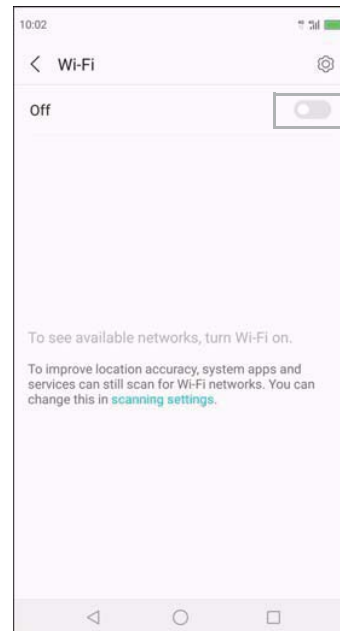 10:02
Wi-Fi
Off
To see available networks, turn Wi-Fi on.
To improve location accuracy, system apps and
services can still scan for Wi-Fi networks. You can
change this in scanning settings.